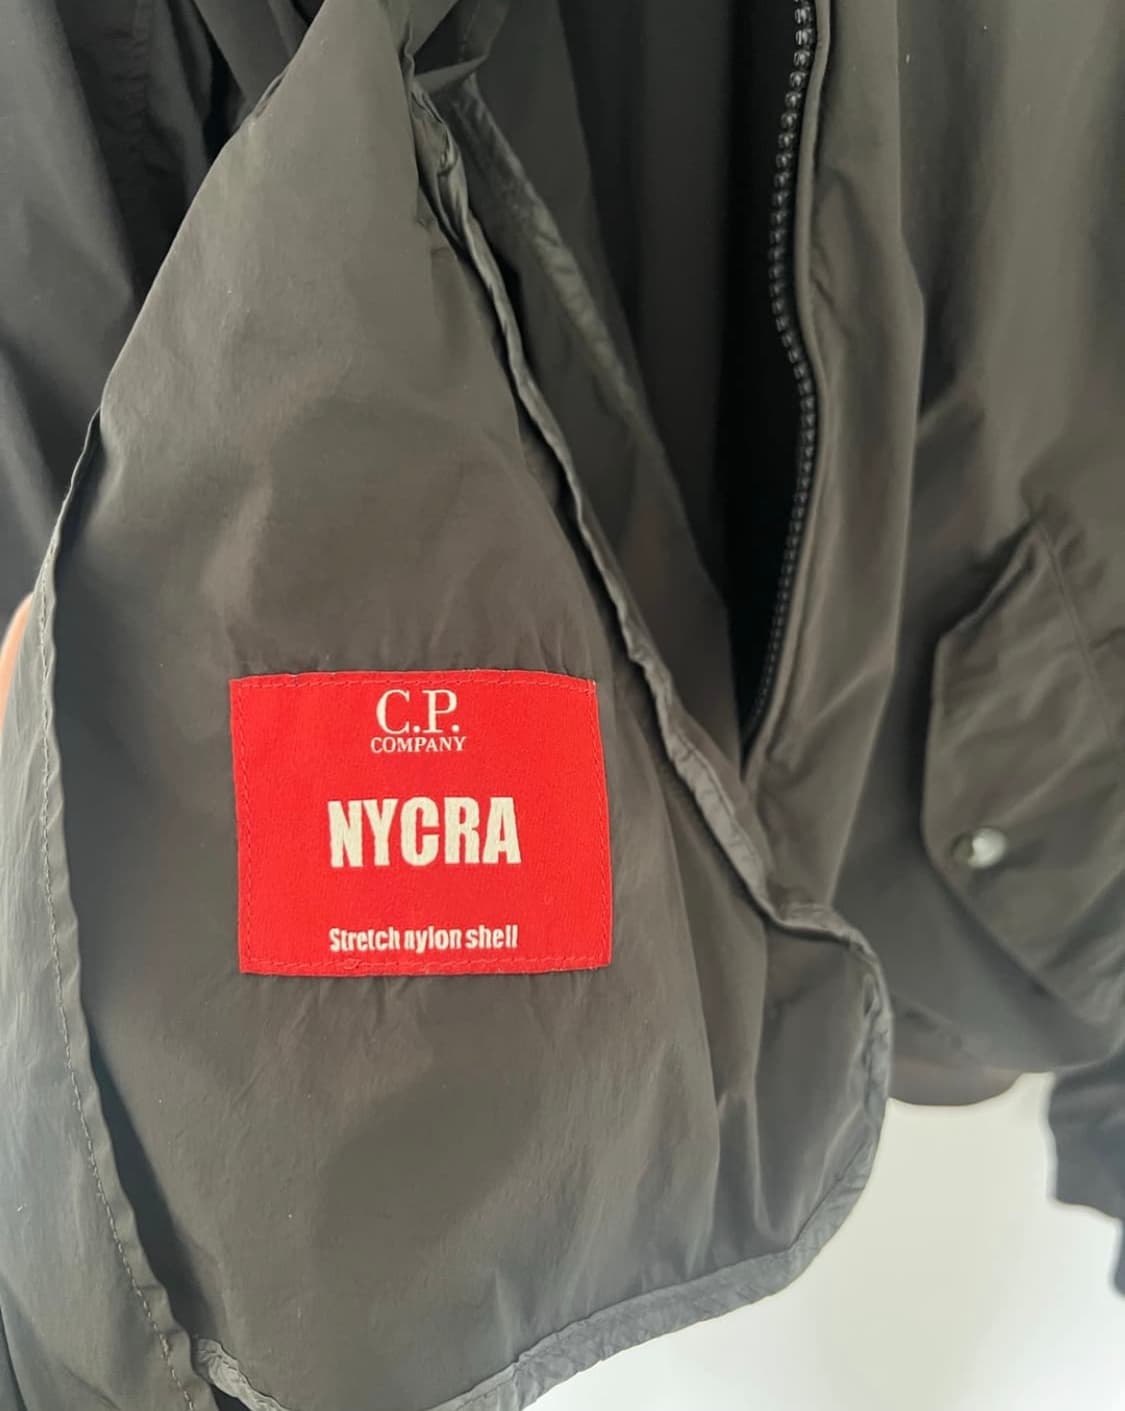 C.P.
COMPANY
NYCRA
Stretch nylon shell